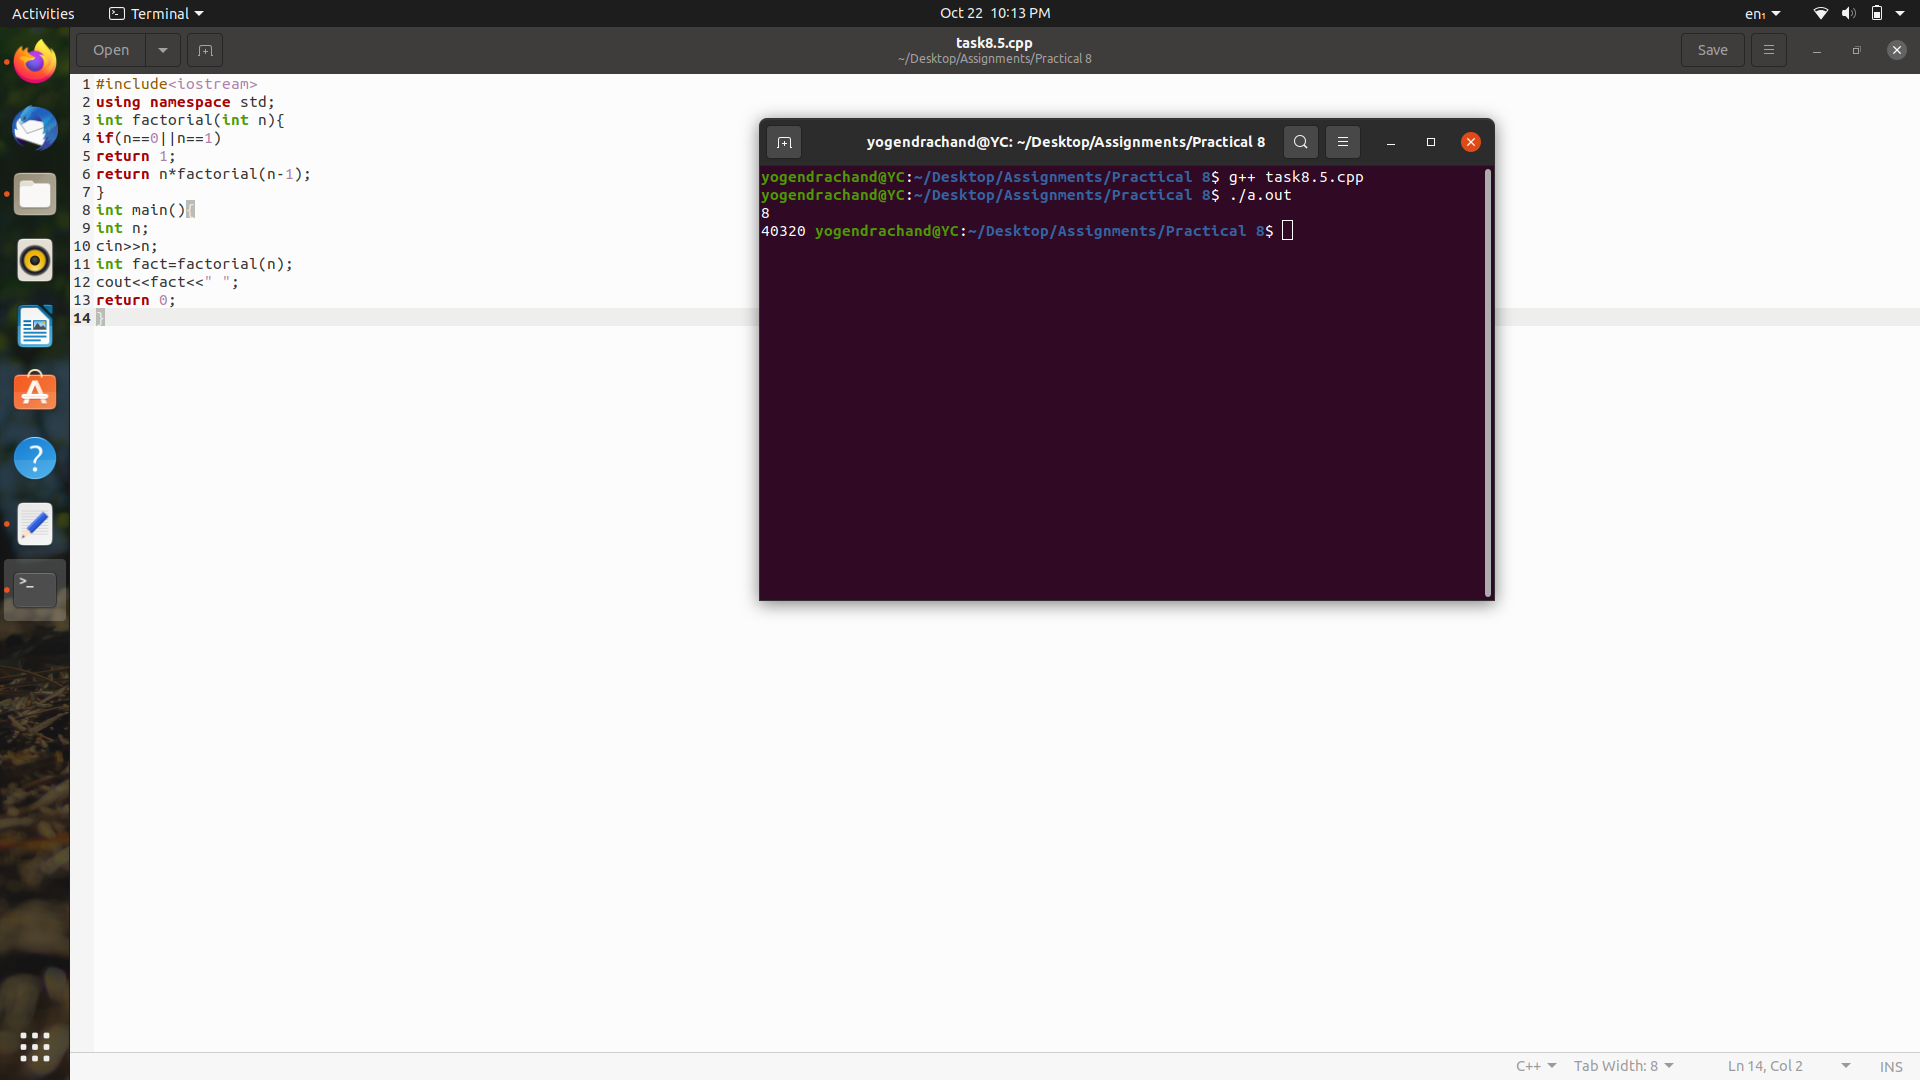 Activities Terminal Oct 22 10:13 PM en₁
Open task8.5.cpp Save
~/Desktop/Assignments/Practical 8
1 #include<iostream>
2 using namespace std;
3 int factorial(int n){
4 if(n==0||n==1)
5 return 1;
6 return n*factorial(n-1);
7 }
8 int main(){
9 int n;
10 cin>>n;
11 int fact=factorial(n);
12 cout<<fact<<" ";
13 return 0;
14 }
yogendrachand@YC: ~/Desktop/Assignments/Practical 8
yogendrachand@YC:~/Desktop/Assignments/Practical 8$ g++ task8.5.cpp
yogendrachand@YC:~/Desktop/Assignments/Practical 8$ ./a.out
8
40320 yogendrachand@YC:~/Desktop/Assignments/Practical 8$
C++ Tab Width: 8 Ln 14, Col 2 INS